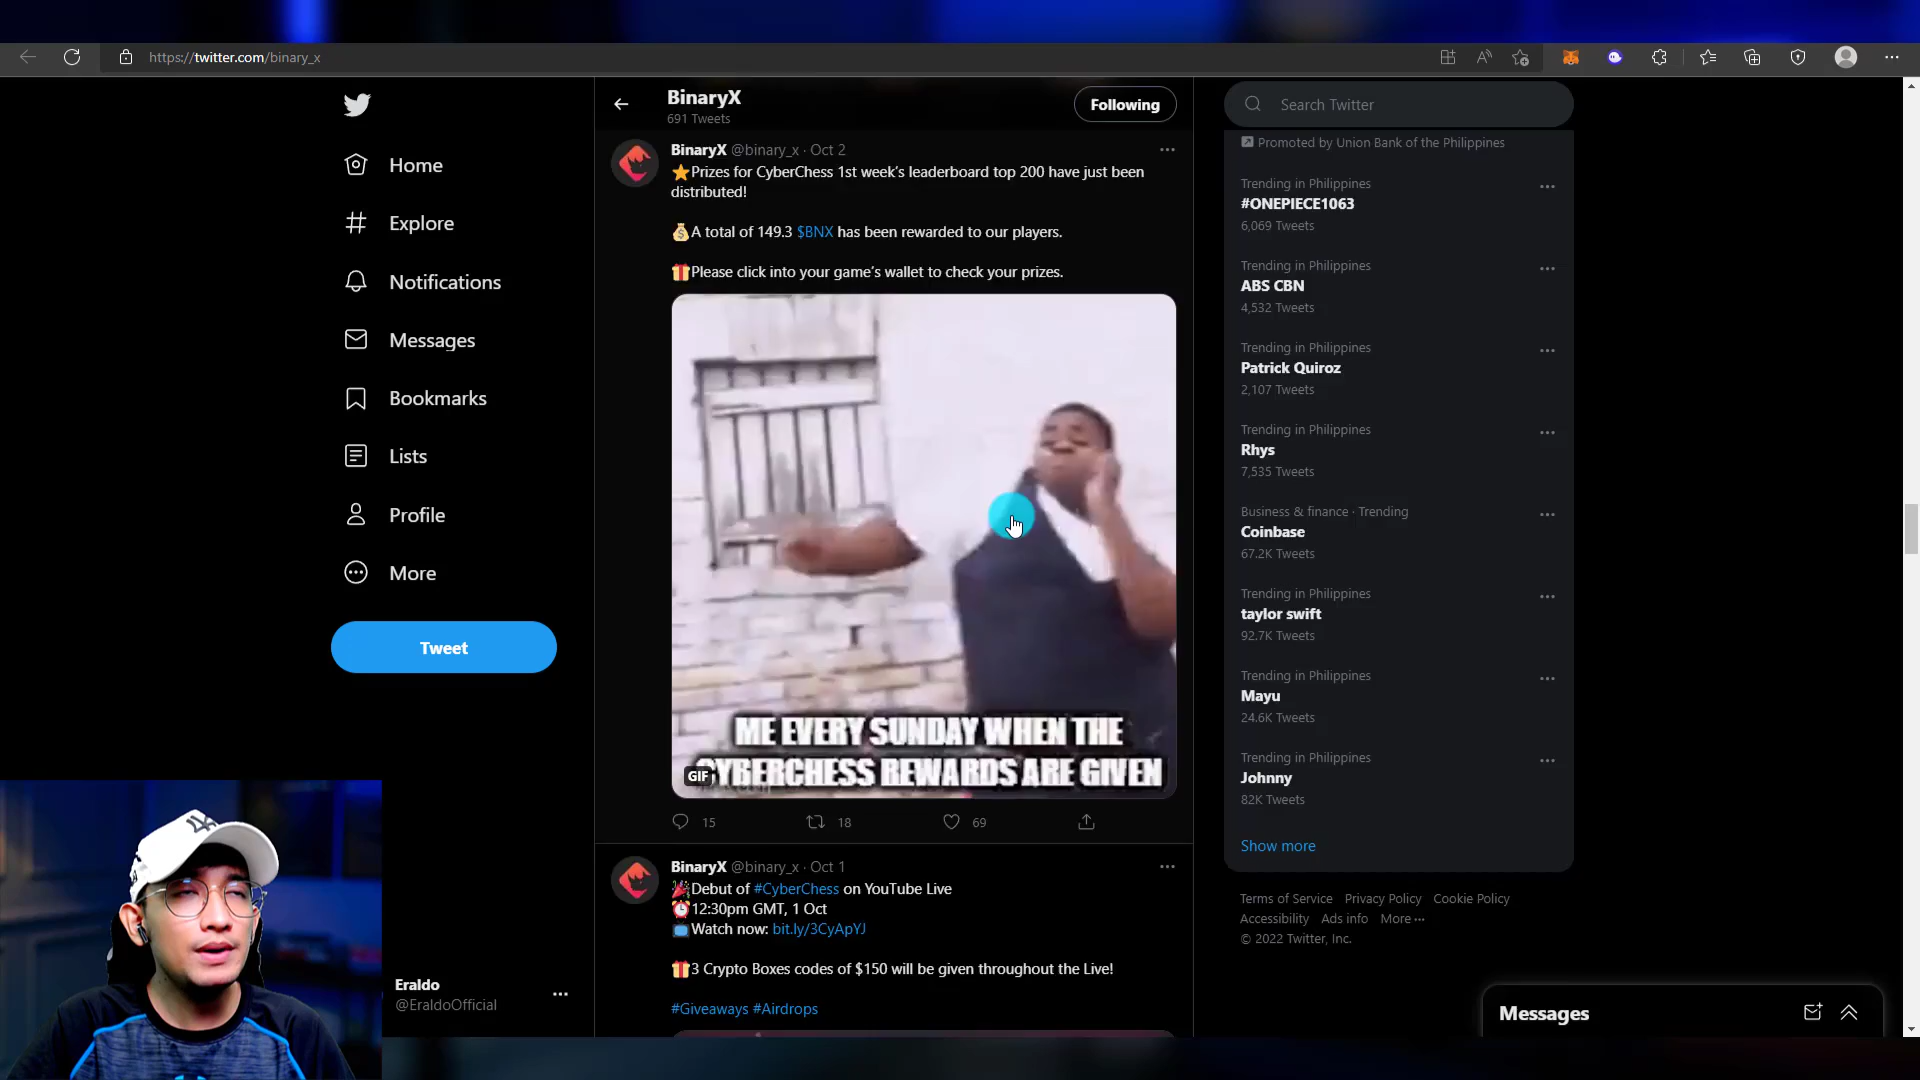 https://twitter.com/binary_x
BinaryX
691 Tweets
Following
Search Twitter
Home
Explore
Notifications
Messages
Bookmarks
Lists
Profile
More
Tweet
Eraldo
@EraldoOfficial
BinaryX @binary_x · Oct 2
⭐Prizes for CyberChess 1st week's leaderboard top 200 have just been
distributed!
💰A total of 149.3 $BNX has been rewarded to our players.
🎁Please click into your game's wallet to check your prizes.
ME EVERY SUNDAY WHEN THE
CYBERCHESS REWARDS ARE GIVEN
GIF
15
18
69
BinaryX @binary_x · Oct 1
🎉Debut of #CyberChess on YouTube Live
⏰12:30pm GMT, 1 Oct
📺Watch now: bit.ly/3CyApYJ
🎁3 Crypto Boxes codes of $150 will be given throughout the Live!
#Giveaways #Airdrops
Promoted by Union Bank of the Philippines
Trending in Philippines
#ONEPIECE1063
6,069 Tweets
Trending in Philippines
ABS CBN
4,532 Tweets
Trending in Philippines
Patrick Quiroz
2,107 Tweets
Trending in Philippines
Rhys
7,535 Tweets
Business & finance · Trending
Coinbase
67.2K Tweets
Trending in Philippines
taylor swift
92.7K Tweets
Trending in Philippines
Mayu
24.6K Tweets
Trending in Philippines
Johnny
82K Tweets
Show more
Terms of Service Privacy Policy Cookie Policy
Accessibility Ads info More ···
© 2022 Twitter, Inc.
Messages